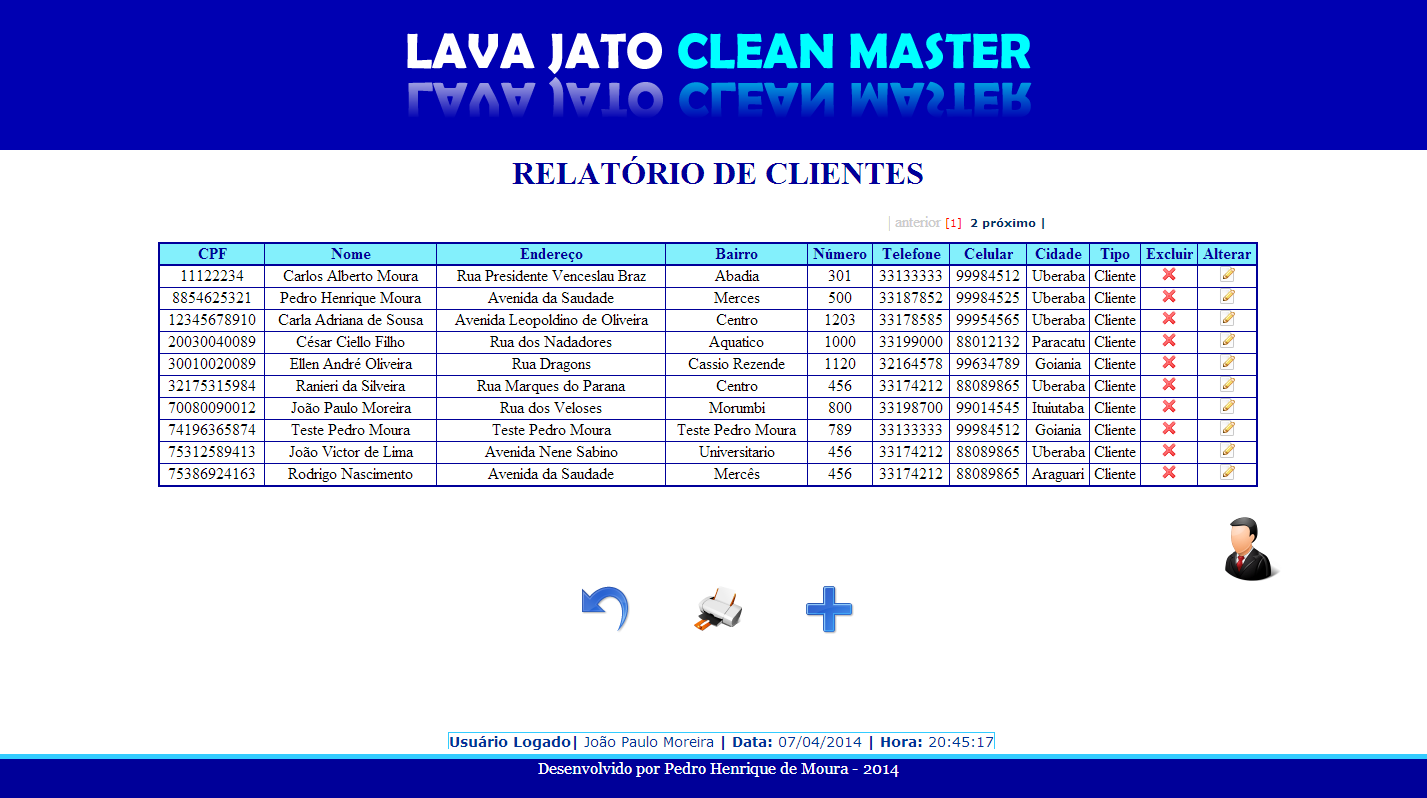 LAVA JATO CLEAN MASTER
RELATÓRIO DE CLIENTES
| anterior [1] 2 próximo |
CPF Nome Endereço Bairro Número Telefone Celular Cidade Tipo Excluir Alterar
11122234 Carlos Alberto Moura Rua Presidente Venceslau Braz Abadia 301 33133333 99984512 Uberaba Cliente
8854625321 Pedro Henrique Moura Avenida da Saudade Merces 500 33187852 99984525 Uberaba Cliente
12345678910 Carla Adriana de Sousa Avenida Leopoldino de Oliveira Centro 1203 33178585 99954565 Uberaba Cliente
20030040089 César Ciello Filho Rua dos Nadadores Aquatico 1000 33199000 88012132 Paracatu Cliente
30010020089 Ellen André Oliveira Rua Dragons Cassio Rezende 1120 32164578 99634789 Goiania Cliente
32175315984 Ranieri da Silveira Rua Marques do Parana Centro 456 33174212 88089865 Uberaba Cliente
70080090012 João Paulo Moreira Rua dos Veloses Morumbi 800 33198700 99014545 Ituiutaba Cliente
74196365874 Teste Pedro Moura Teste Pedro Moura Teste Pedro Moura 789 33133333 99984512 Goiania Cliente
75312589413 João Victor de Lima Avenida Nene Sabino Universitario 456 33174212 88089865 Uberaba Cliente
75386924163 Rodrigo Nascimento Avenida da Saudade Mercês 456 33174212 88089865 Araguari Cliente
Usuário Logado| João Paulo Moreira | Data: 07/04/2014 | Hora: 20:45:17
Desenvolvido por Pedro Henrique de Moura - 2014